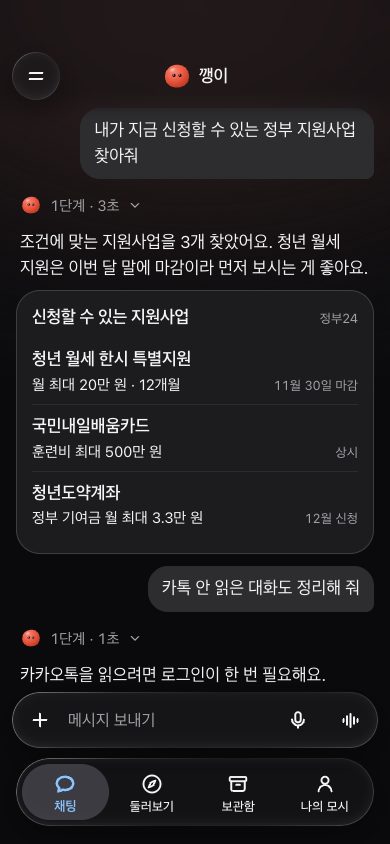 깽이
내가 지금 신청할 수 있는 정부 지원사업
찾아줘
1단계 · 3초
조건에 맞는 지원사업을 3개 찾았어요. 청년 월세
지원은 이번 달 말에 마감이라 먼저 보시는 게 좋아요.
신청할 수 있는 지원사업 정부24
청년 월세 한시 특별지원
월 최대 20만 원 · 12개월 11월 30일 마감
국민내일배움카드
훈련비 최대 500만 원 상시
청년도약계좌
정부 기여금 월 최대 3.3만 원 12월 신청
카톡 안 읽은 대화도 정리해 줘
1단계 · 1초
카카오톡을 읽으려면 로그인이 한 번 필요해요.
메시지 보내기
채팅 둘러보기 보관함 나의 모시